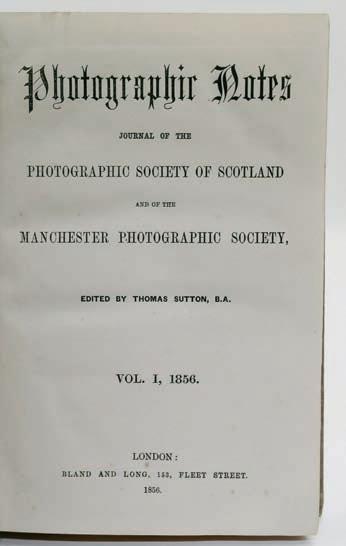 Photographic Notes
JOURNAL OF THE
PHOTOGRAPHIC SOCIETY OF SCOTLAND
AND OF THE
MANCHESTER PHOTOGRAPHIC SOCIETY,
EDITED BY THOMAS SUTTON, B.A.
VOL. I, 1856.
LONDON:
BLAND AND LONG, 153, FLEET STREET.
1856.